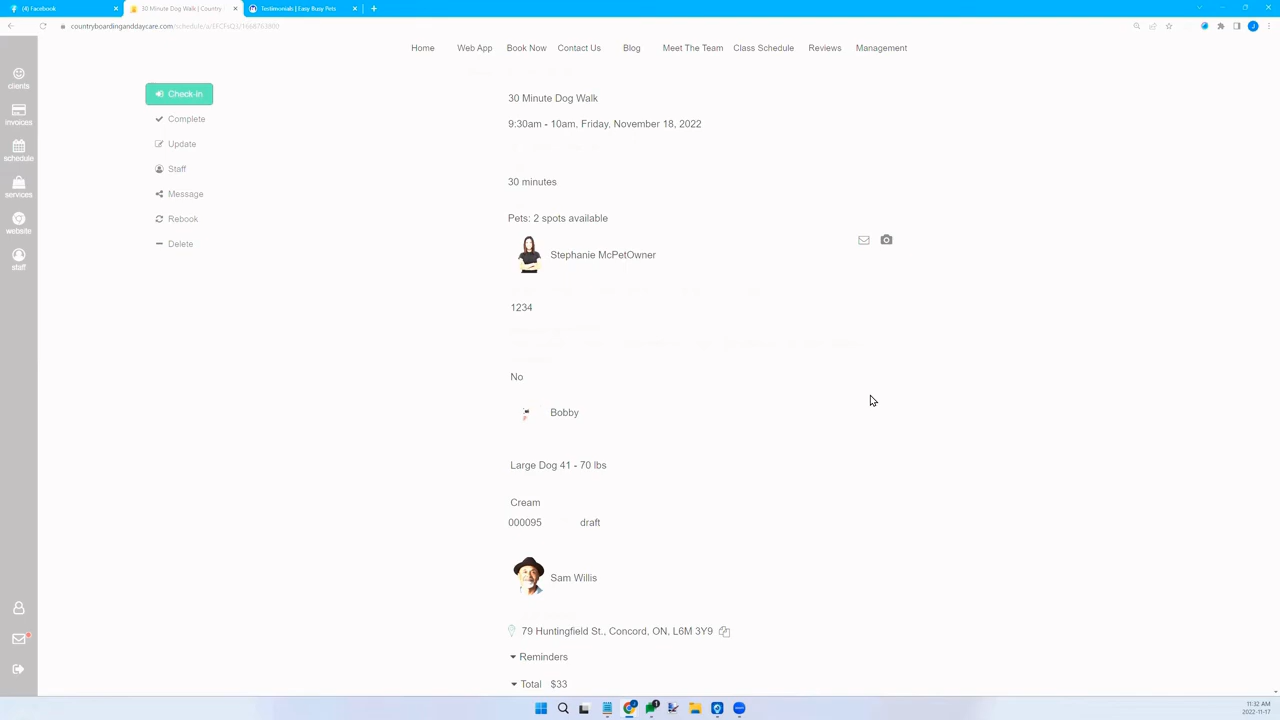 (4) Facebook
30 Minute Dog Walk | Country
Testimonials | Easy Busy Pets
Home Web App Book Now Contact Us Blog Meet The Team Class Schedule Reviews Management
clients
invoices
schedule
services
website
staff
Check-in
Complete
Update
Staff
Message
Rebook
Delete
30 Minute Dog Walk
9:30am - 10am, Friday, November 18, 2022
30 minutes
Pets: 2 spots available
Stephanie McPetOwner
1234
No
Bobby
Large Dog 41 - 70 lbs
Cream
000095 draft
Sam Willis
79 Huntingfield St., Concord, ON, L6M 3Y9
Reminders
Total $33
11:32 AM
2022-11-17